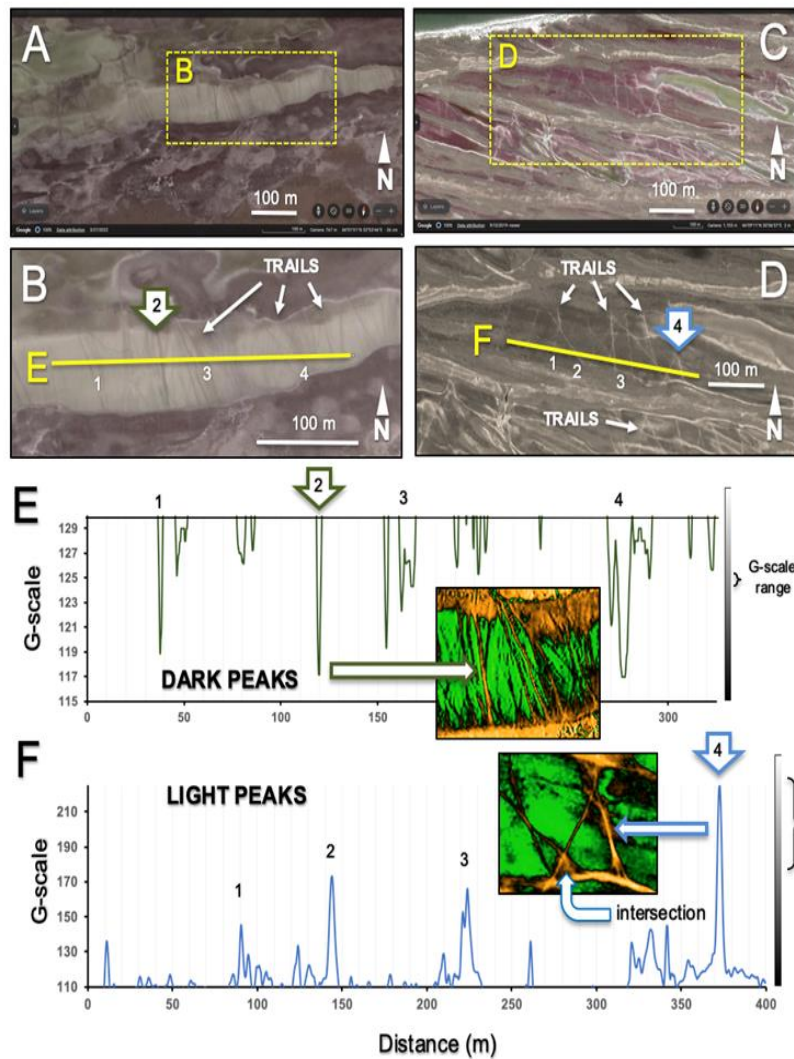 A
B
100 m
N
C
D
100 m
N
B
2
TRAILS
E
1
3
4
100 m
N
D
TRAILS
4
F
1
2
3
100 m
TRAILS
N
E
1
2
3
4
129
127
125
123
121
119
117
115
G-scale
DARK PEAKS
G-scale
range
0
50
100
150
300
F
LIGHT PEAKS
4
210
190
170
150
130
110
G-scale
1
2
3
intersection
0
50
100
150
200
250
300
350
400
Distance (m)